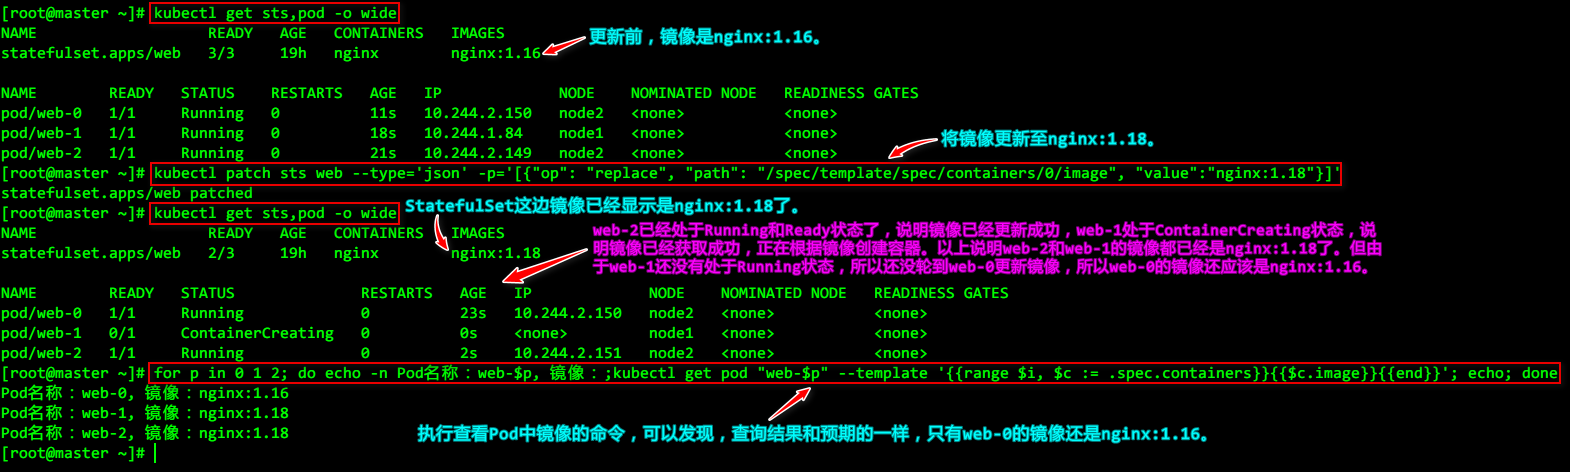 [root@master ~]# kubectl get sts,pod -o wide
NAME READY AGE CONTAINERS IMAGES
statefulset.apps/web 3/3 19h nginx nginx:1.16
更新前，镜像是nginx:1.16。
NAME READY STATUS RESTARTS AGE IP NODE NOMINATED NODE READINESS GATES
pod/web-0 1/1 Running 0 11s 10.244.2.150 node2 <none> <none>
pod/web-1 1/1 Running 0 18s 10.244.1.84 node1 <none> <none>
pod/web-2 1/1 Running 0 21s 10.244.2.149 node2 <none> <none>
将镜像更新至nginx:1.18。
[root@master ~]# kubectl patch sts web --type='json' -p='[{"op": "replace", "path": "/spec/template/spec/containers/0/image", "value":"nginx:1.18"}]'
statefulset.apps/web patched
[root@master ~]# kubectl get sts,pod -o wide
StatefulSet这边镜像已经显示是nginx:1.18了。
NAME READY AGE CONTAINERS IMAGES
statefulset.apps/web 2/3 19h nginx nginx:1.18
web-2已经处于Running和Ready状态了，说明镜像已经更新成功，web-1处于ContainerCreating状态，说
明镜像已经获取成功，正在根据镜像创建容器。以上说明web-2和web-1的镜像都已经是nginx:1.18了。但由
于web-1还没有处于Running状态，所以还没轮到web-0更新镜像，所以web-0的镜像还应该是nginx:1.16。
NAME READY STATUS RESTARTS AGE IP NODE NOMINATED NODE READINESS GATES
pod/web-0 1/1 Running 0 23s 10.244.2.150 node2 <none> <none>
pod/web-1 0/1 ContainerCreating 0 0s <none> node1 <none> <none>
pod/web-2 1/1 Running 0 2s 10.244.2.151 node2 <none> <none>
[root@master ~]# for p in 0 1 2; do echo -n Pod名称：web-$p, 镜像：;kubectl get pod "web-$p" --template '{{range $i, $c := .spec.containers}}{{$c.image}}{{end}}'; echo; done
Pod名称：web-0, 镜像：nginx:1.16
Pod名称：web-1, 镜像：nginx:1.18
Pod名称：web-2, 镜像：nginx:1.18
执行查看Pod中镜像的命令，可以发现，查询结果和预期的一样，只有web-0的镜像还是nginx:1.16。
[root@master ~]#